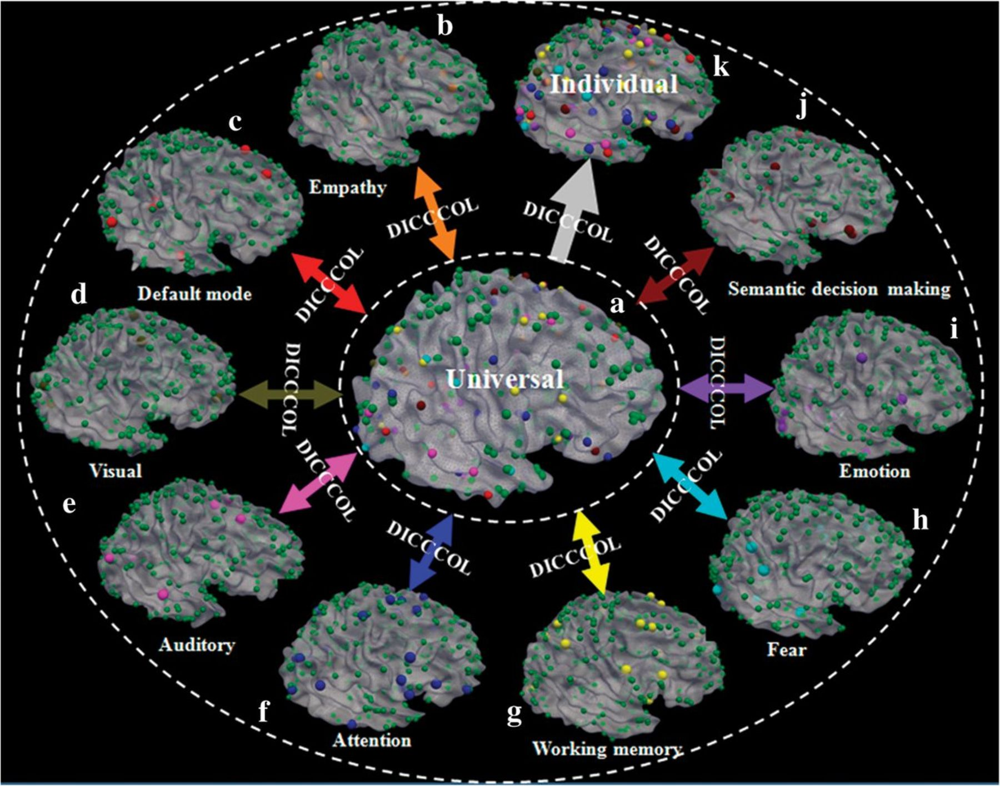 b
k
Individual
j
c
Empathy
DICCCOL
DICCCOL
DICCCOL
DICCCOL
Semantic decision making
Default mode
d
a
i
Universal
DICCCOL
DICCCOL
Visual
Emotion
DICCCOL
DICCCOL
e
h
DICCCOL
DICCCOL
Auditory
Fear
f
g
Attention
Working memory